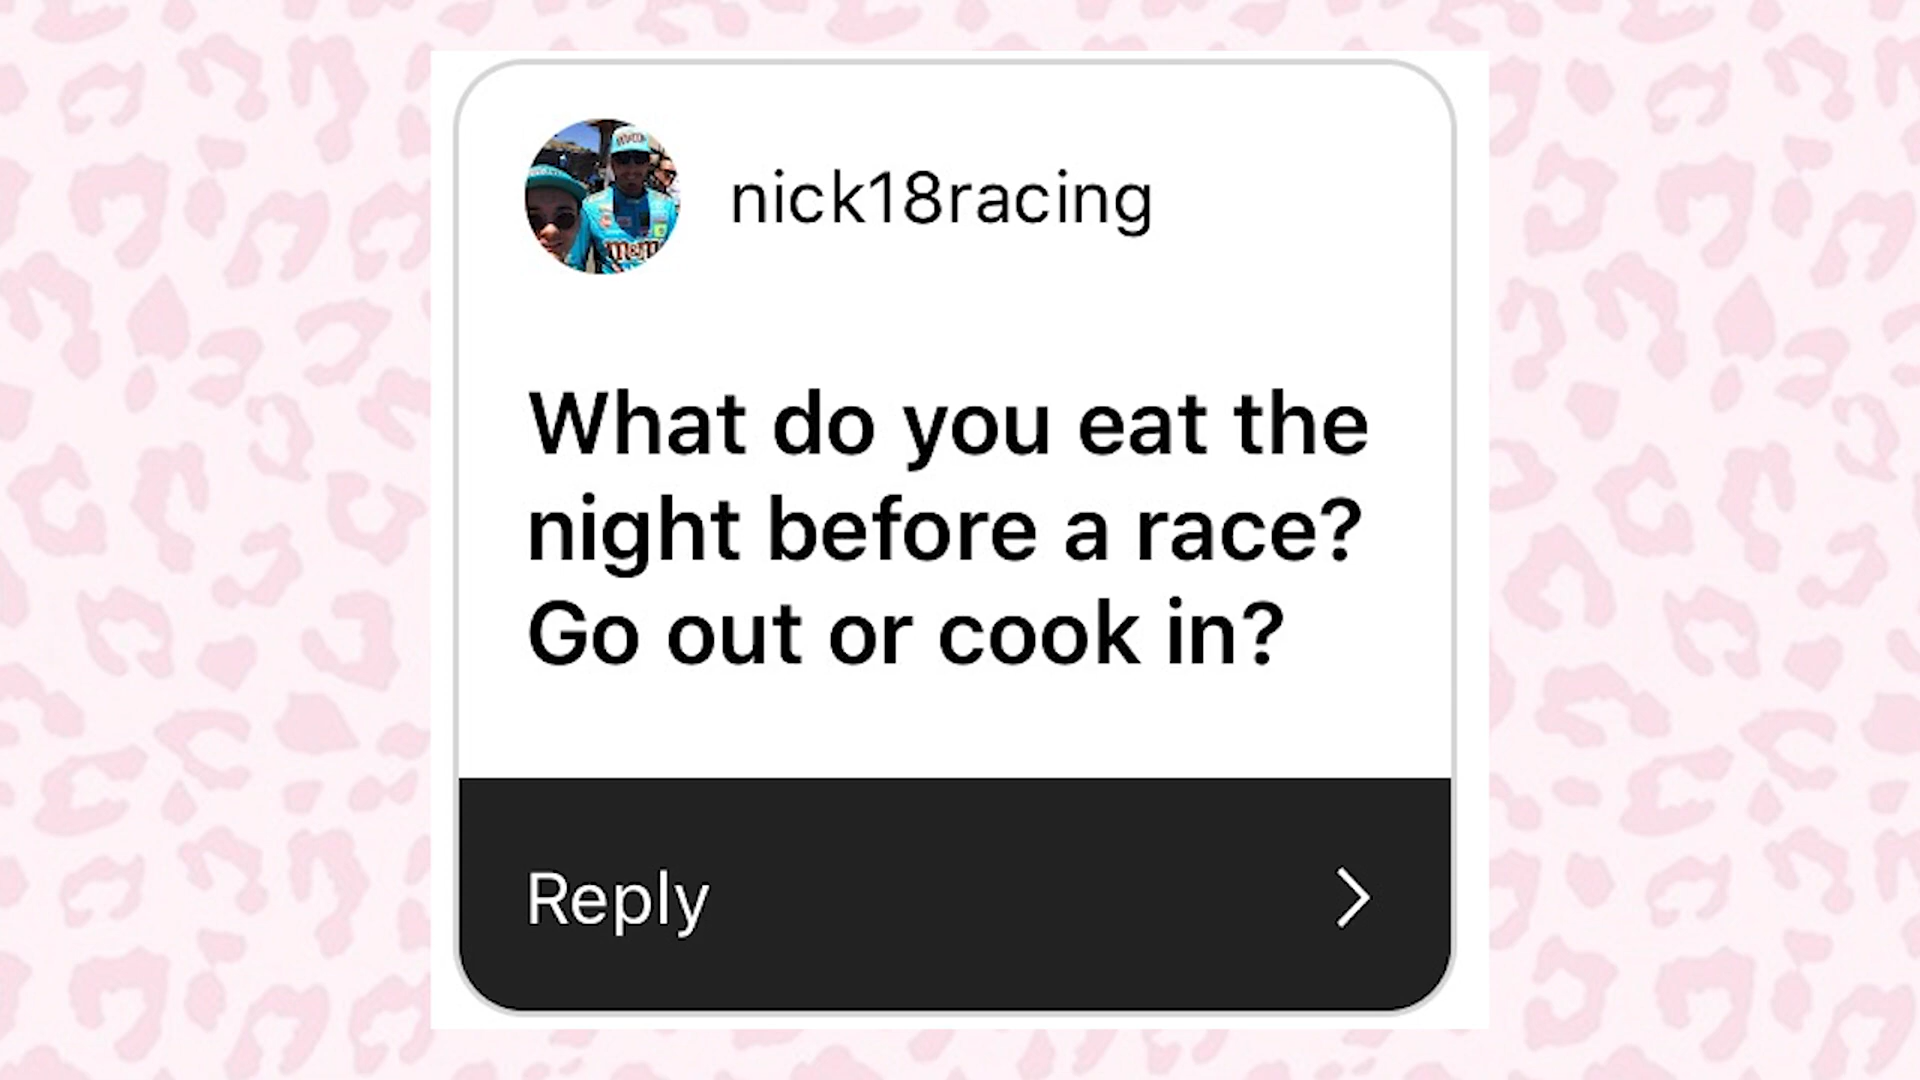 nick18racing
What do you eat the
night before a race?
Go out or cook in?
Reply